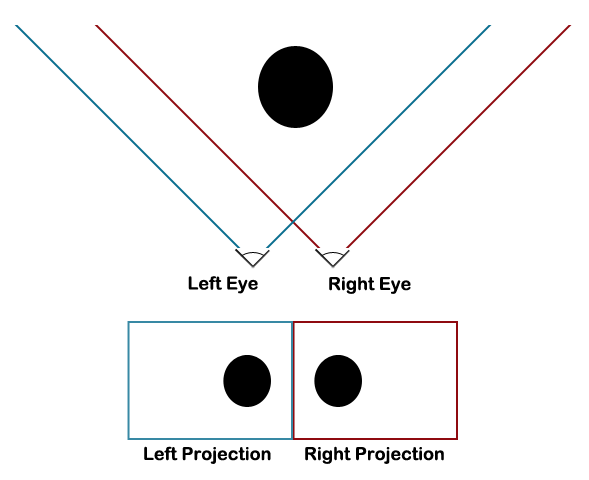 Left Eye
Right Eye
Left Projection
Right Projection